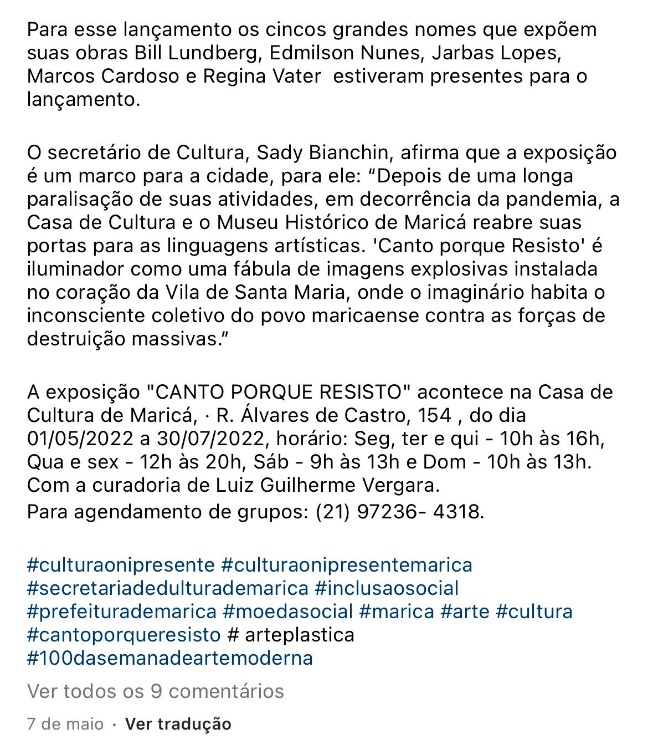 Para esse lançamento os cincos grandes nomes que expõem
suas obras Bill Lundberg, Edmilson Nunes, Jarbas Lopes,
Marcos Cardoso e Regina Vater  estiveram presentes para o
lançamento.
O secretário de Cultura, Sady Bianchin, afirma que a exposição
é um marco para a cidade, para ele: “Depois de uma longa
paralisação de suas atividades, em decorrência da pandemia, a
Casa de Cultura e o Museu Histórico de Maricá reabre suas
portas para as linguagens artísticas. 'Canto porque Resisto' é
iluminador como uma fábula de imagens explosivas instalada
no coração da Vila de Santa Maria, onde o imaginário habita o
inconsciente coletivo do povo maricaense contra as forças de
destruição massivas.”
A exposição "CANTO PORQUE RESISTO" acontece na Casa de
Cultura de Maricá, · R. Álvares de Castro, 154 , do dia
01/05/2022 a 30/07/2022, horário: Seg, ter e qui - 10h às 16h,
Qua e sex - 12h às 20h, Sáb - 9h às 13h e Dom - 10h às 13h.
Com a curadoria de Luiz Guilherme Vergara.
Para agendamento de grupos: (21) 97236- 4318.
#culturaonipresente #culturaonipresentemarica
#secretariadedulturademarica #inclusaosocial
#prefeiturademarica #moedasocial #marica #arte #cultura
#cantoporqueresisto # arteplastica
#100dasemanadeartemoderna
Ver todos os 9 comentários
7 de maio · Ver tradução